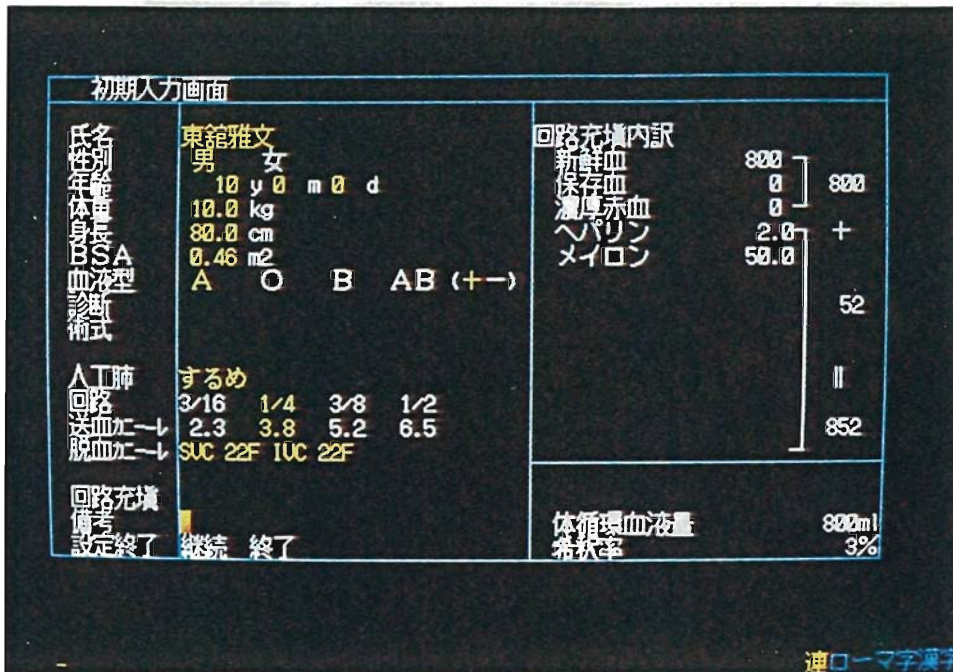 初期入力画面
氏名 東舘雅文
性別 男 女
年齢 10 y 0 m 0 d
体重 10.0 kg
身長 80.0 cm
BSA 0.46 m2
血液型 A O B AB (+-)
診断
術式
人工肺 するめ
回路 3/16 1/4 3/8 1/2
送血カニーレ 2.3 3.8 5.2 6.5
脱血カニーレ SVC 22F IVC 22F
回路充填
備考
設定終了 継続 終了
回路充填内訳
新鮮血 800
保存血 0 800
濃厚赤血 0
ヘパリン 2.0 +
メイロン 50.0
52
||
852
体循環血液量 800ml
希釈率 3%
連ローマ字漢字